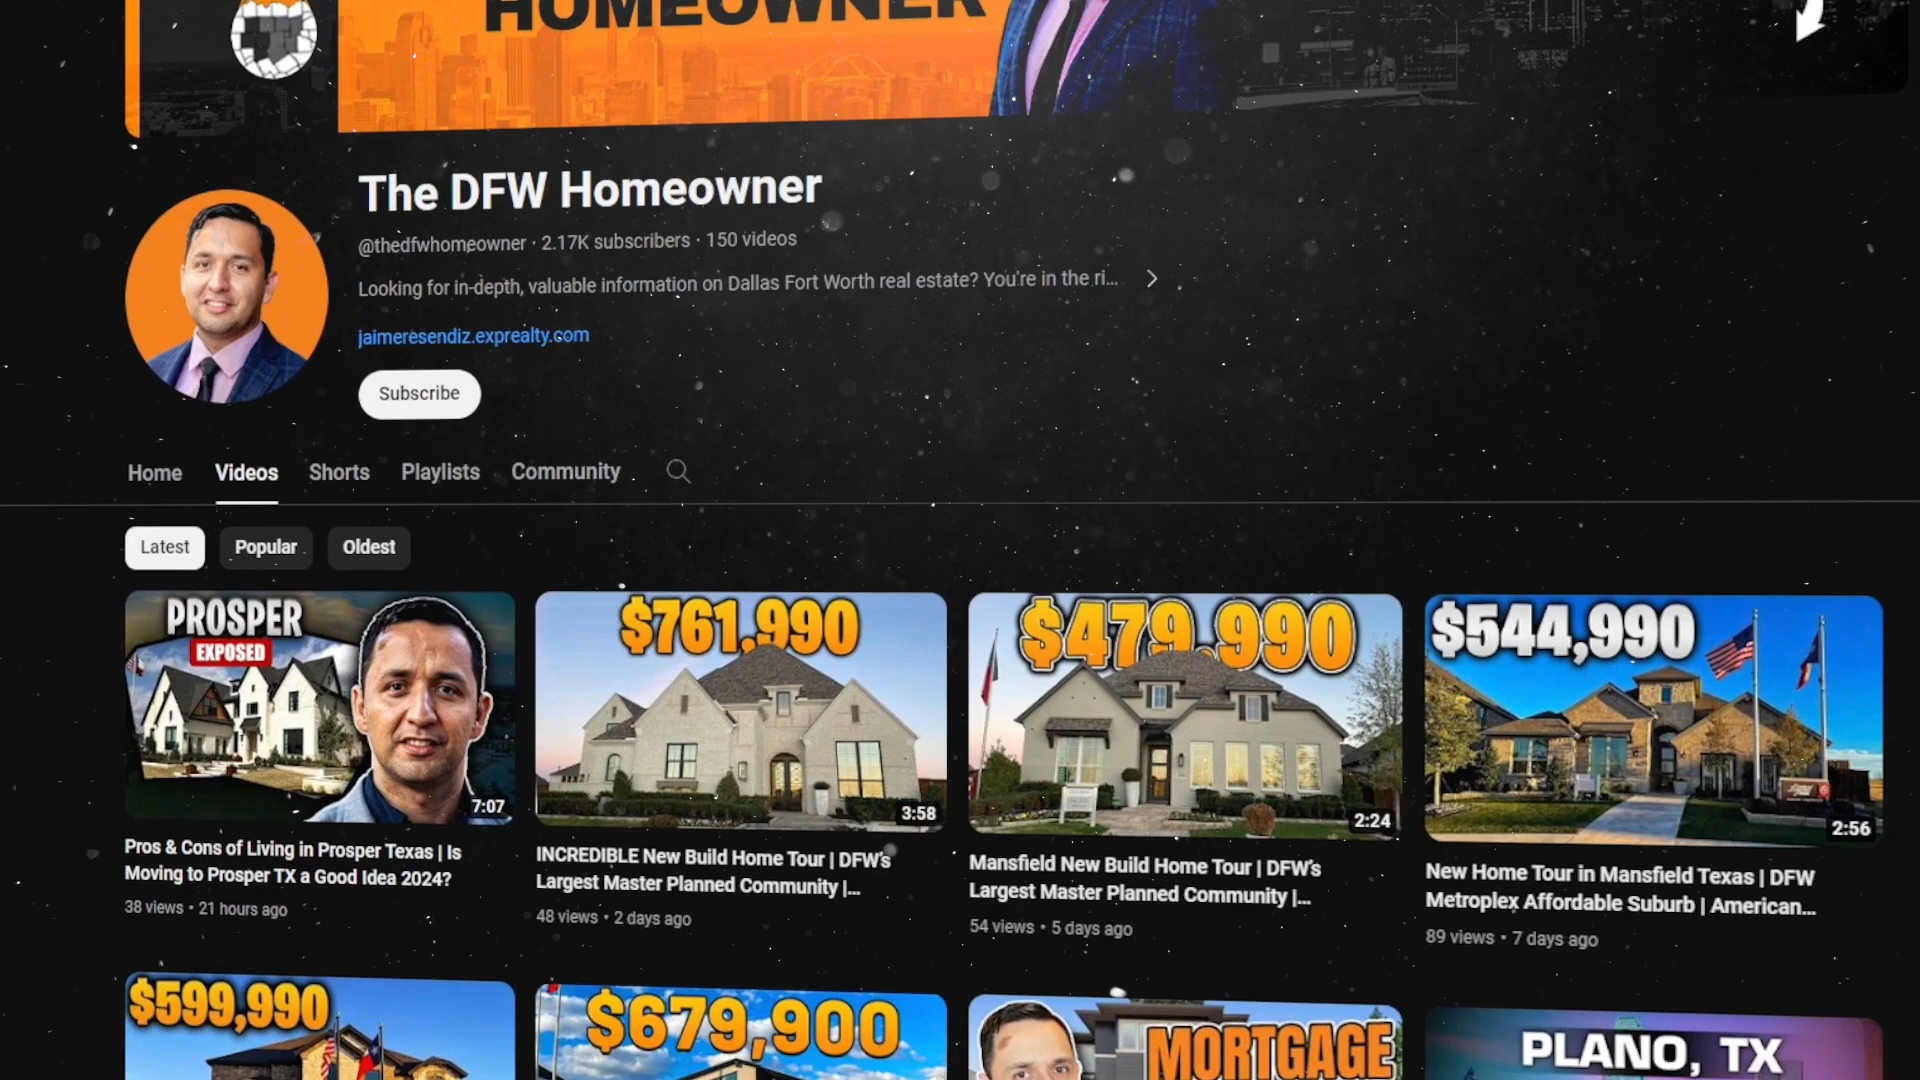 HOMEOWNER
The DFW Homeowner
@thedfwhomeowner · 2.17K subscribers · 150 videos
Looking for in-depth, valuable information on Dallas Fort Worth real estate? You're in the ri...
jaimeresendiz.exprealty.com
Subscribe
Home Videos Shorts Playlists Community
Latest Popular Oldest
PROSPER
EXPOSED
7:07
$761,990
3:58
$479,990
2:24
$544,990
2:56
Pros & Cons of Living in Prosper Texas | Is
Moving to Prosper TX a Good Idea 2024?
38 views • 21 hours ago
INCREDIBLE New Build Home Tour | DFW's
Largest Master Planned Community |...
48 views • 2 days ago
Mansfield New Build Home Tour | DFW's
Largest Master Planned Community |...
54 views • 5 days ago
New Home Tour in Mansfield Texas | DFW
Metroplex Affordable Suburb | American...
89 views • 7 days ago
$599,990
$679,900
MORTGAGE
PLANO, TX